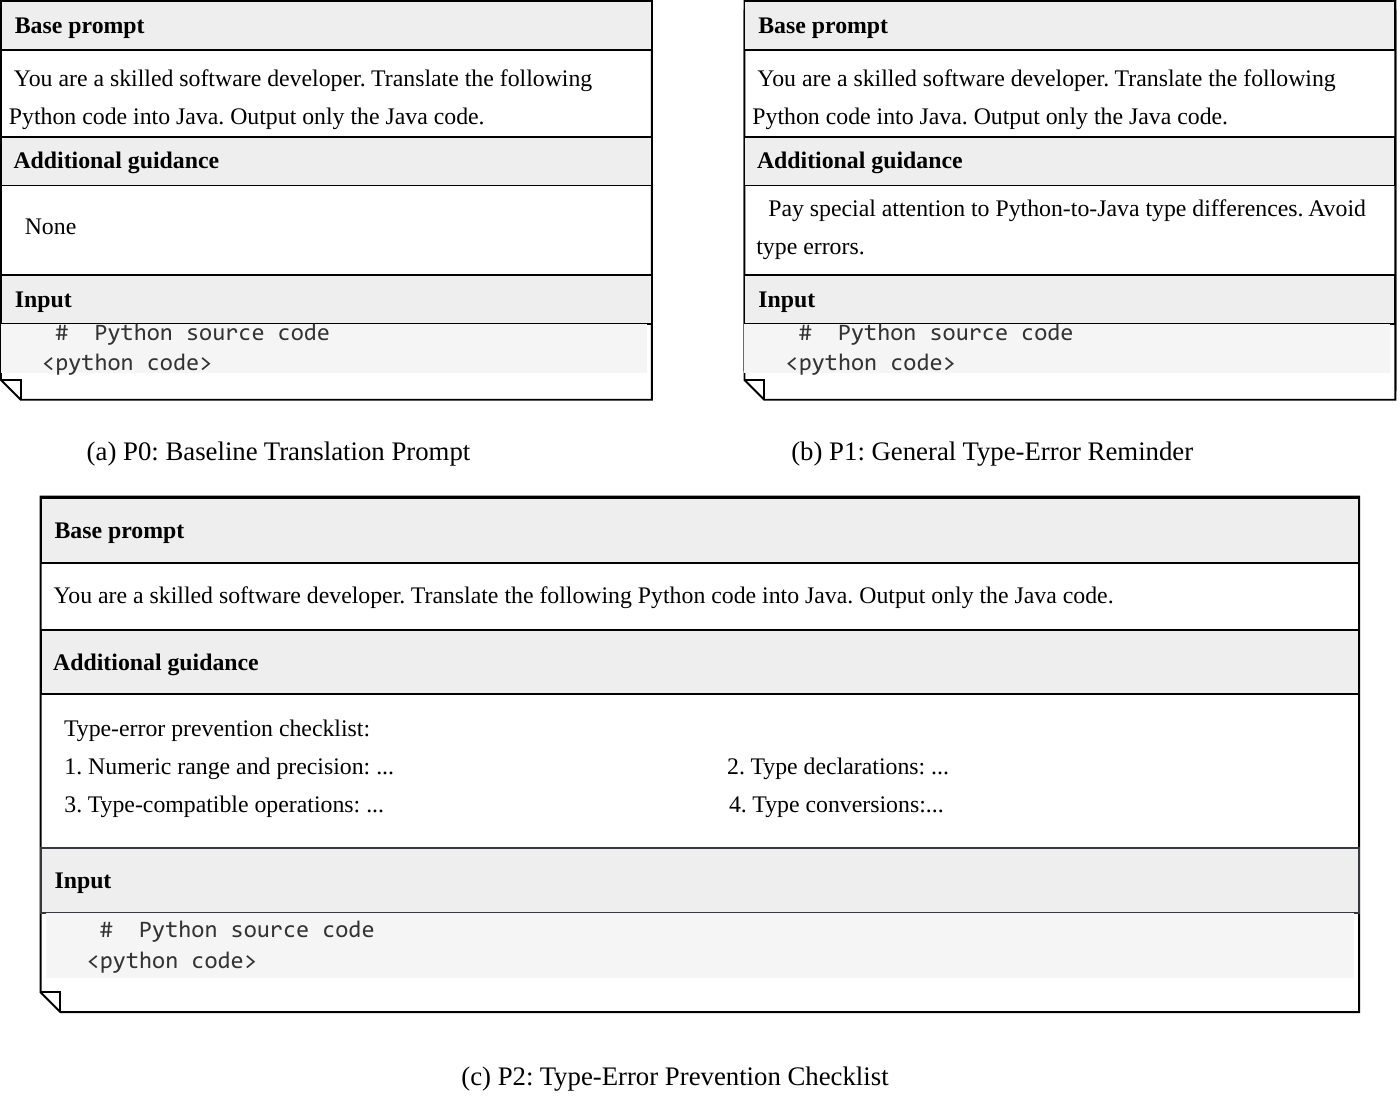 Base prompt
You are a skilled software developer. Translate the following
Python code into Java. Output only the Java code.
Additional guidance
None
Input
# Python source code
<python code>
(a) P0: Baseline Translation Prompt
Base prompt
You are a skilled software developer. Translate the following
Python code into Java. Output only the Java code.
Additional guidance
Pay special attention to Python-to-Java type differences. Avoid
type errors.
Input
# Python source code
<python code>
(b) P1: General Type-Error Reminder
Base prompt
You are a skilled software developer. Translate the following Python code into Java. Output only the Java code.
Additional guidance
Type-error prevention checklist:
1. Numeric range and precision: ... 2. Type declarations: ...
3. Type-compatible operations: ... 4. Type conversions:...
Input
# Python source code
<python code>
(c) P2: Type-Error Prevention Checklist